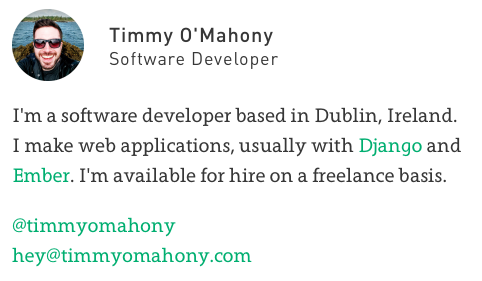 Timmy O'Mahony
Software Developer
I'm a software developer based in Dublin, Ireland.
I make web applications, usually with Django and
Ember. I'm available for hire on a freelance basis.
@timmyomahony
hey@timmyomahony.com